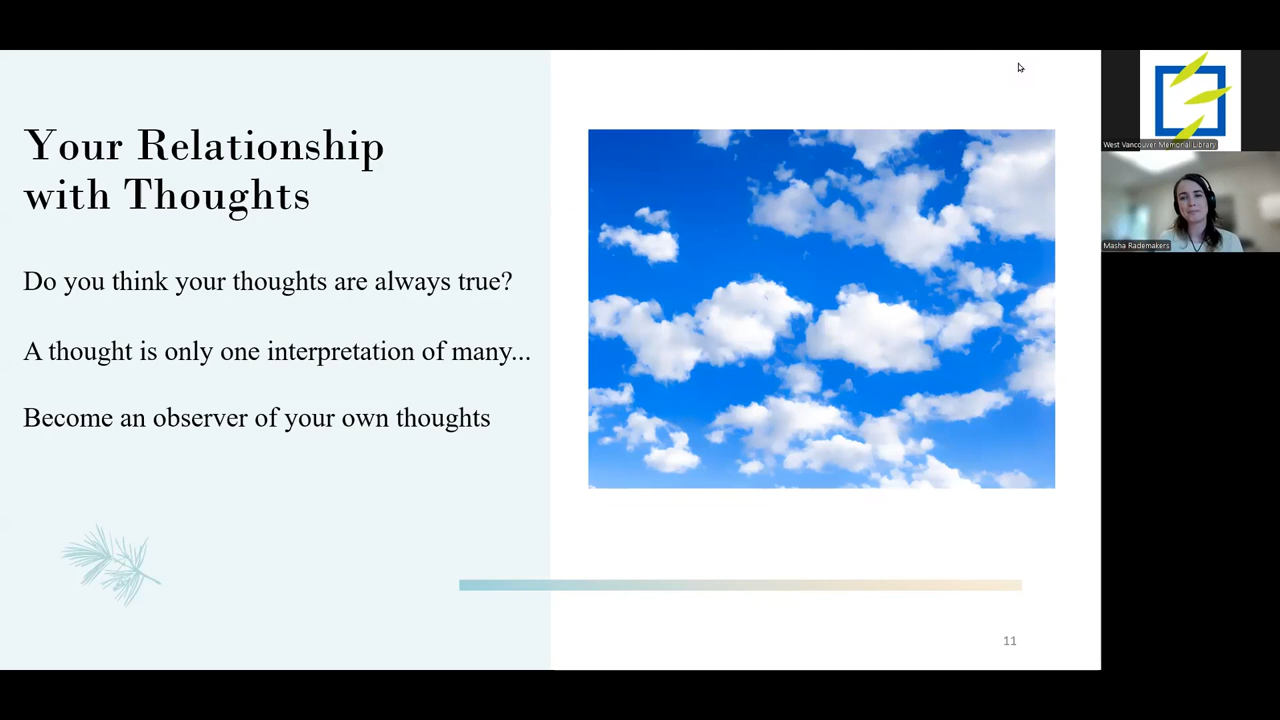 Your Relationship
with Thoughts
Do you think your thoughts are always true?
A thought is only one interpretation of many...
Become an observer of your own thoughts
11
West Vancouver Memorial Library
Masha Rademakers